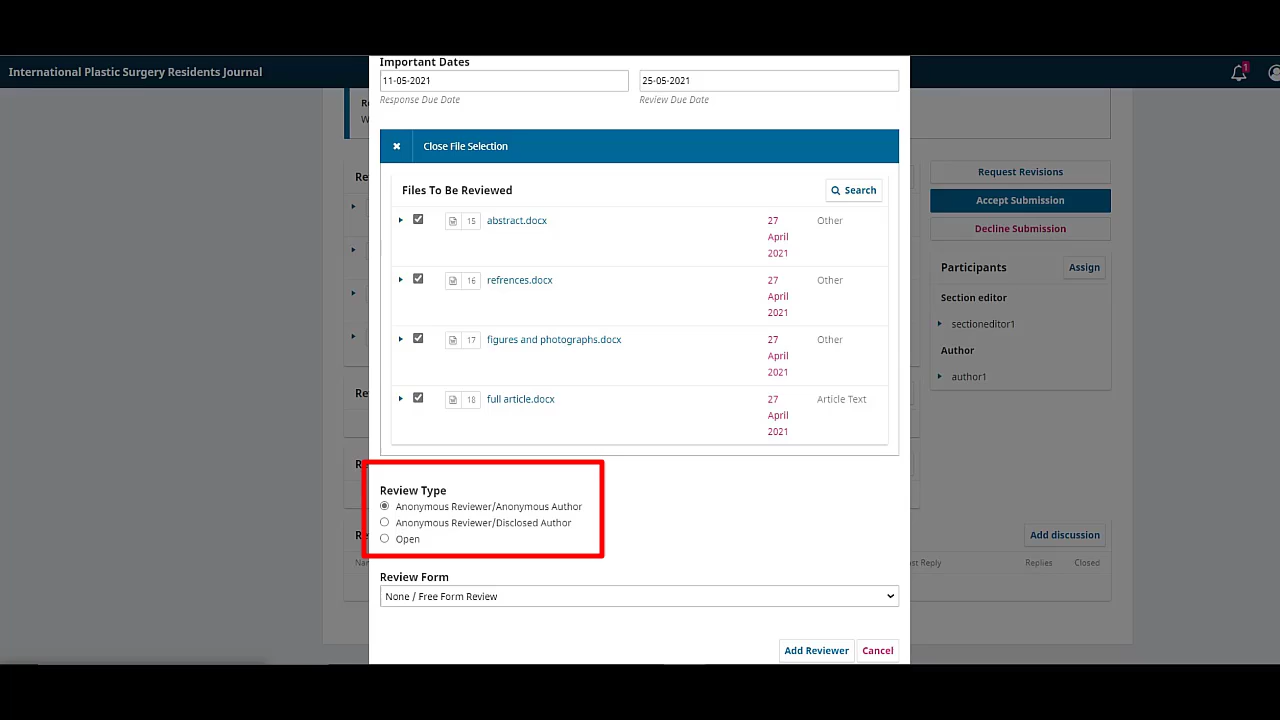 International Plastic Surgery Residents Journal
1
Important Dates
11-05-2021
25-05-2021
Response Due Date
Review Due Date
Close File Selection
Files To Be Reviewed
Search
15 abstract.docx 27 April 2021 Other
16 refrences.docx 27 April 2021 Other
17 figures and photographs.docx 27 April 2021 Other
18 full article.docx 27 April 2021 Article Text
Review Type
Anonymous Reviewer/Anonymous Author
Anonymous Reviewer/Disclosed Author
Open
Review Form
None / Free Form Review
Add Reviewer
Cancel
Request Revisions
Accept Submission
Decline Submission
Participants
Assign
Section editor
sectioneditor1
Author
author1
Add discussion
Reply
Replies
Closed